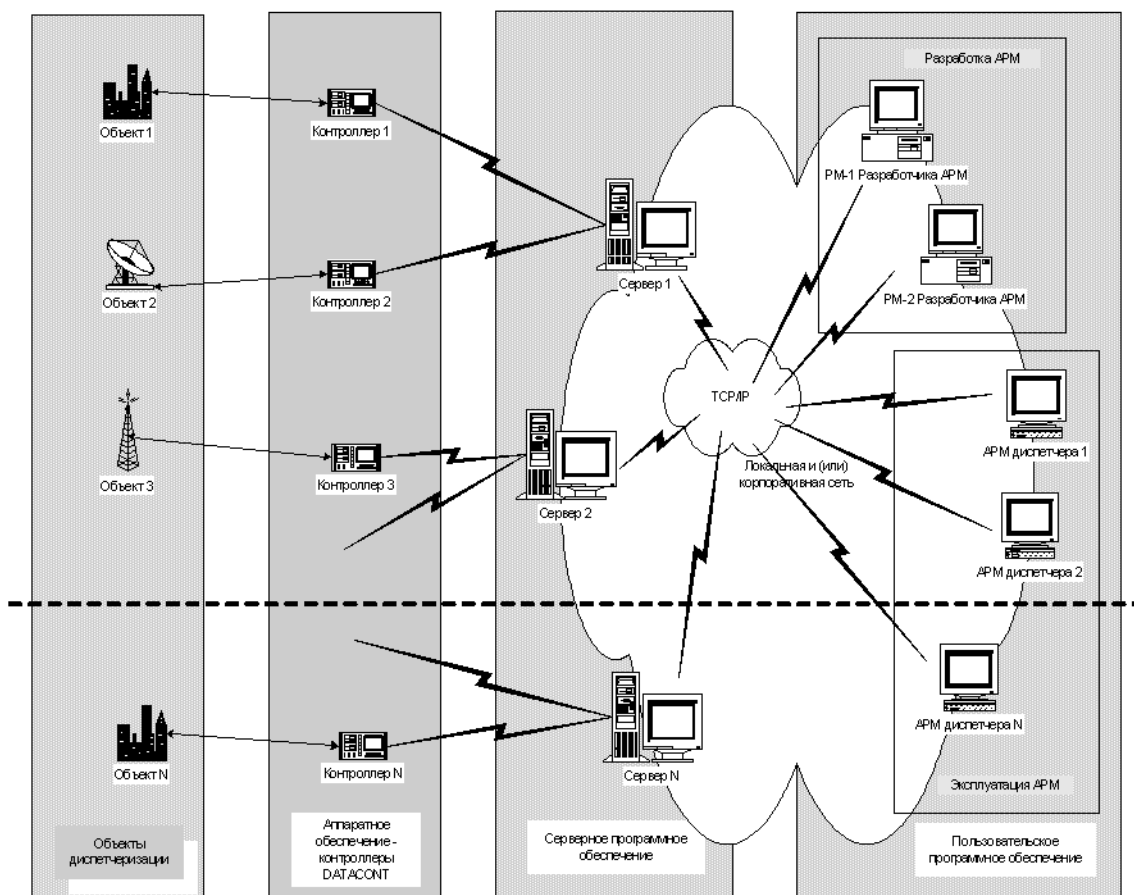 Разработка АРМ
Объект 1
Контроллер 1
РМ-1 Разработчика АРМ
Объект 2
Контроллер 2
Сервер 1
РМ-2 Разработчика АРМ
TCP/IP
Локальная и (или)
корпоративная сеть
АРМ диспетчера 1
Объект 3
Контроллер 3
Сервер 2
АРМ диспетчера 2
АРМ диспетчера N
Объект N
Контроллер N
Сервер N
Эксплуатация АРМ
Объекты
диспетчеризации
Аппаратное
обеспечение -
контроллеры
DATACONT
Серверное программное
обеспечение
Пользовательское
программное обеспечение